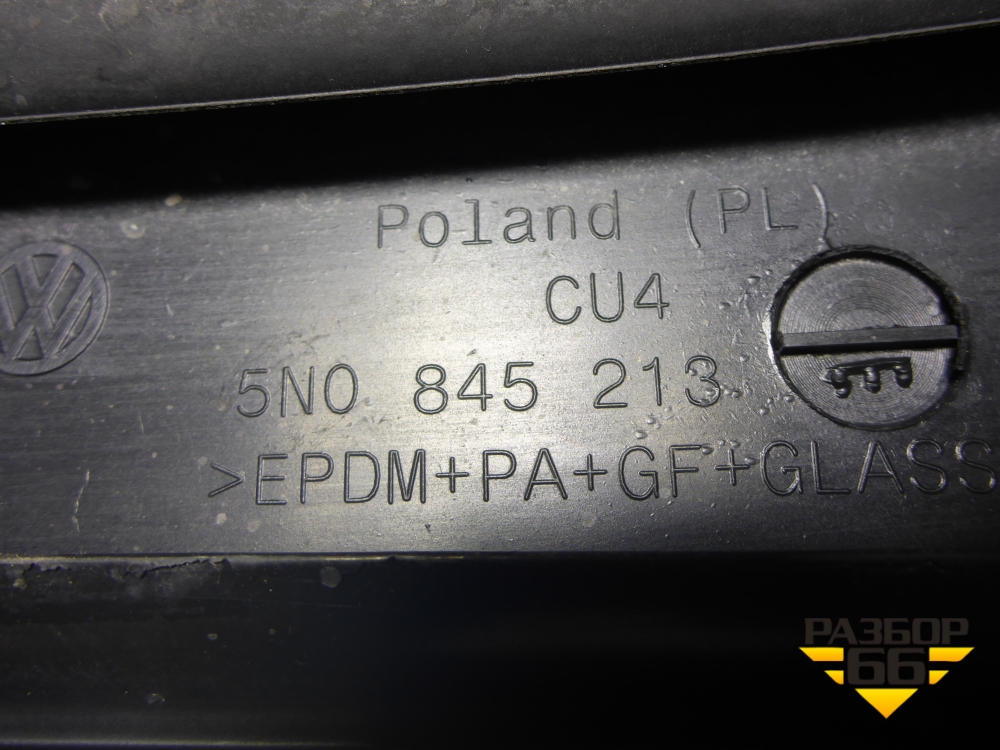 Poland (PL)
CU4
5N0 845 213
>EPDM+PA+GF+GLASS
РАЗБОР
66